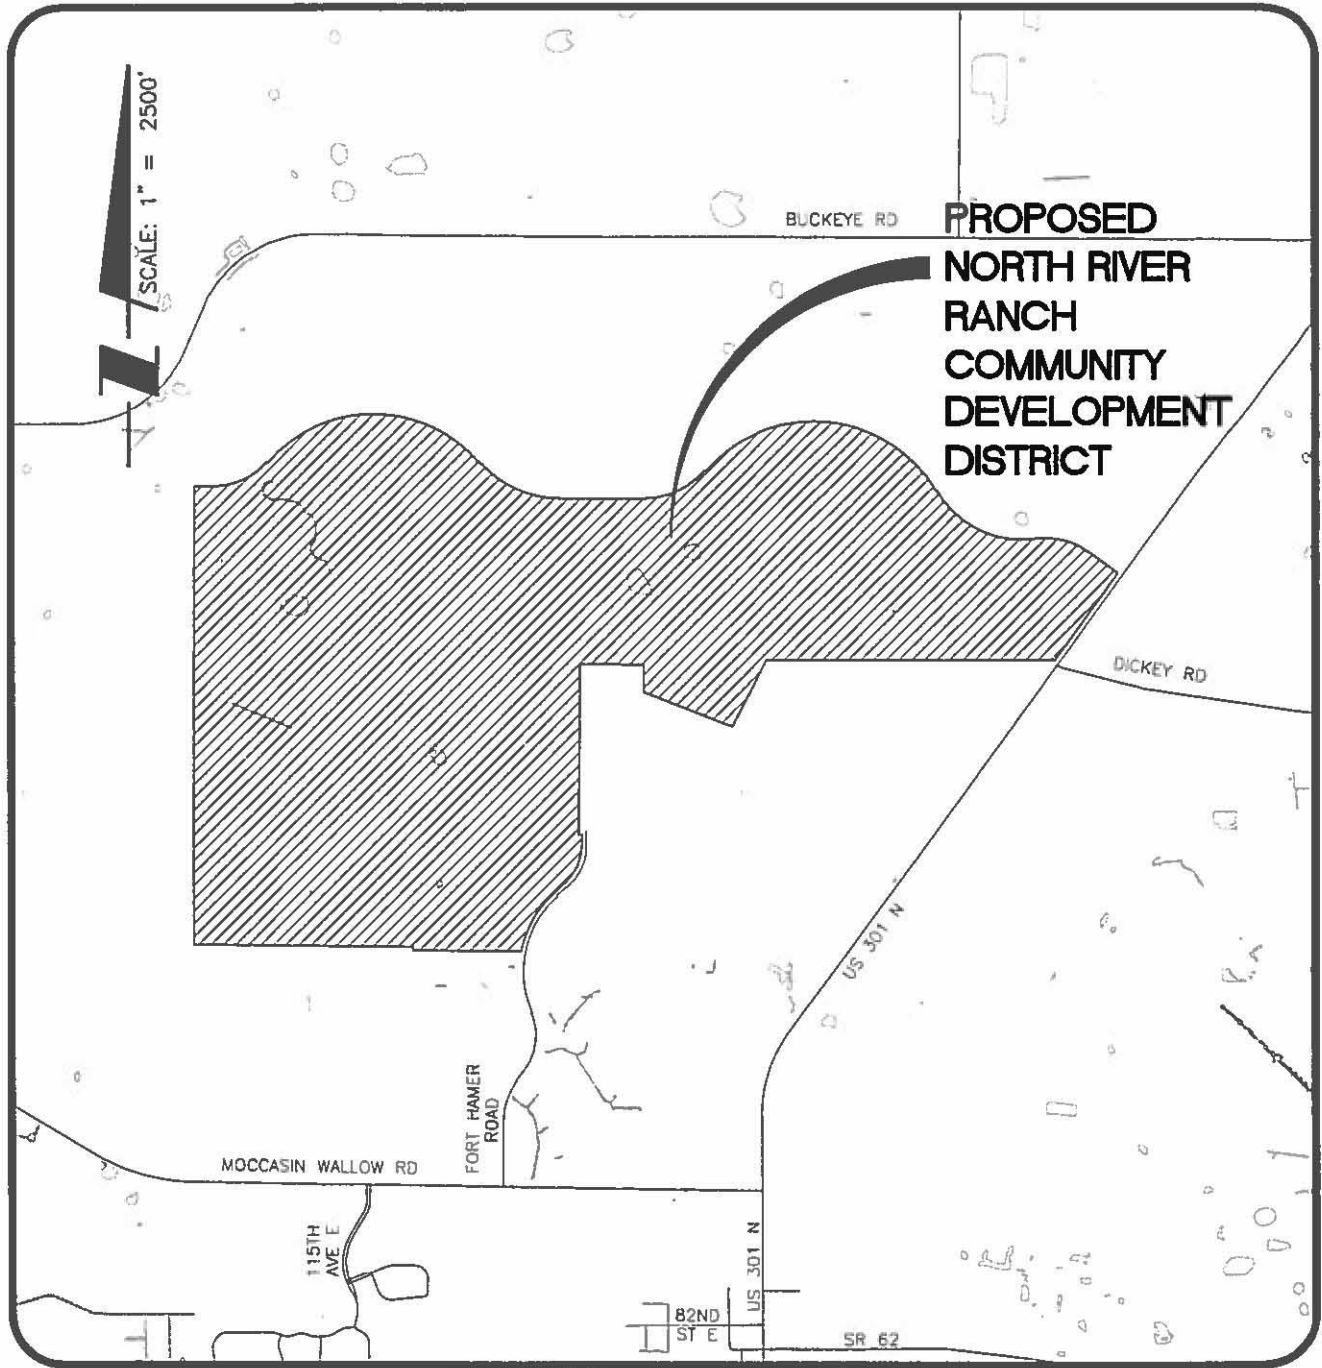 SCALE: 1" = 2500'
N
BUCKEYE RD
PROPOSED
NORTH RIVER
RANCH
COMMUNITY
DEVELOPMENT
DISTRICT
DICKEY RD
US 301 N
FORT HAMER
ROAD
MOCCASIN WALLOW RD
115TH
AVE E
US 301 N
82ND
ST E
SR 62